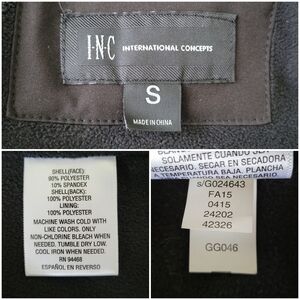 I·N·C INTERNATIONAL CONCEPTS
S
MADE IN CHINA
SHELL(FACE):
90% POLYESTER
10% SPANDEX
SHELL(BACK):
100% POLYESTER
LINING:
100% POLYESTER
MACHINE WASH COLD WITH
LIKE COLORS. ONLY
NON-CHLORINE BLEACH WHEN
NEEDED. TUMBLE DRY LOW.
COOL IRON WHEN NEEDED.
RN 94468
ESPAÑOL EN REVERSO
SOLAMENTE CUANDO SEA
NECESARIO. SECAR EN SECADORA
A TEMPERATURA BAJA. PLANCHA
NECESARIO
s/G024643
FA15
0415
24202
42326
GG046